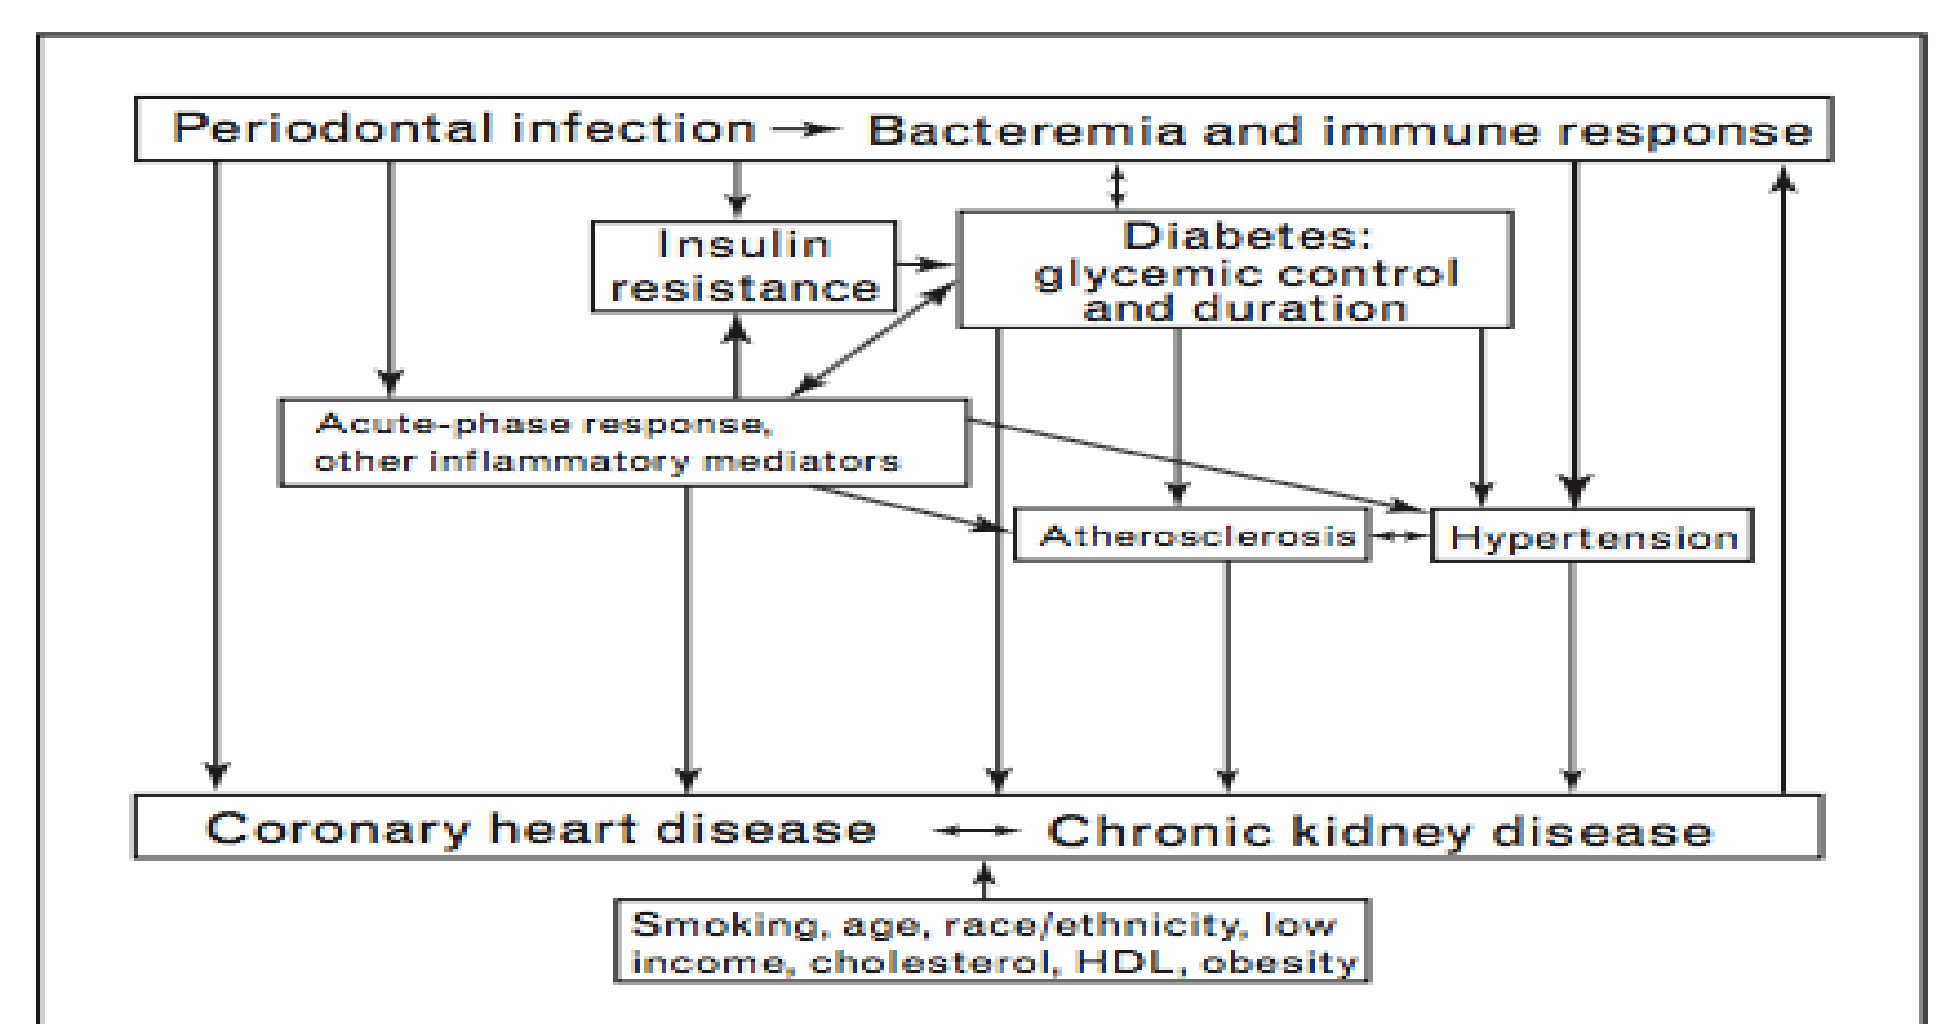 Periodontal infection → Bacteremia and immune response
Insulin
resistance
Diabetes:
glycemic control
and duration
Acute-phase response,
other inflammatory mediators
Atherosclerosis
Hypertension
Coronary heart disease ↔ Chronic kidney disease
Smoking, age, race/ethnicity, low
income, cholesterol, HDL, obesity